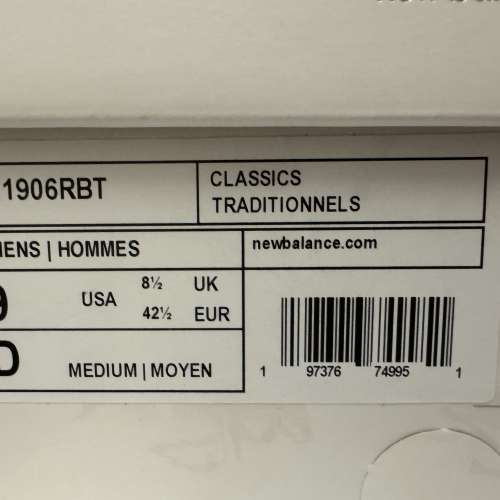 1906RBT
CLASSICS
TRADITIONNELS
MENS | HOMMES
newbalance.com
9 USA 8½ UK
42½ EUR
D MEDIUM | MOYEN
1 97376 74995 1